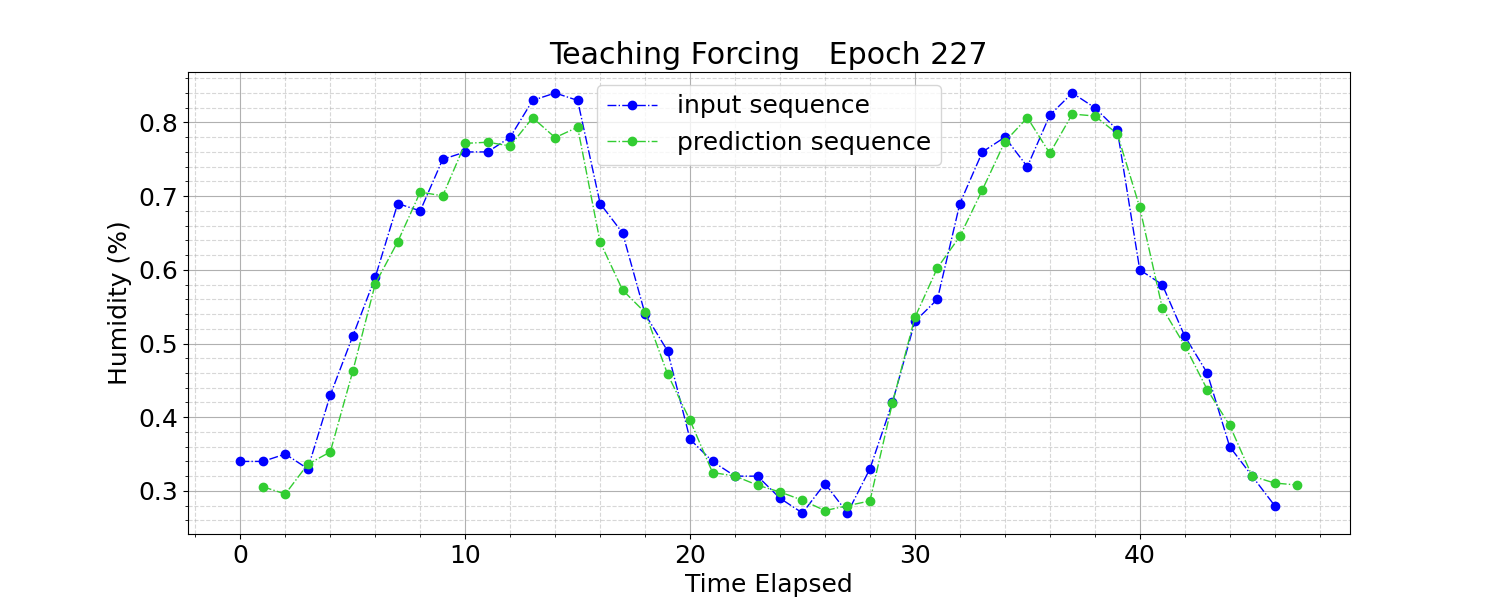 Teaching Forcing   Epoch 227
input sequence
prediction sequence
Humidity (%)
0.8
0.7
0.6
0.5
0.4
0.3
0 10 20 30 40
Time Elapsed